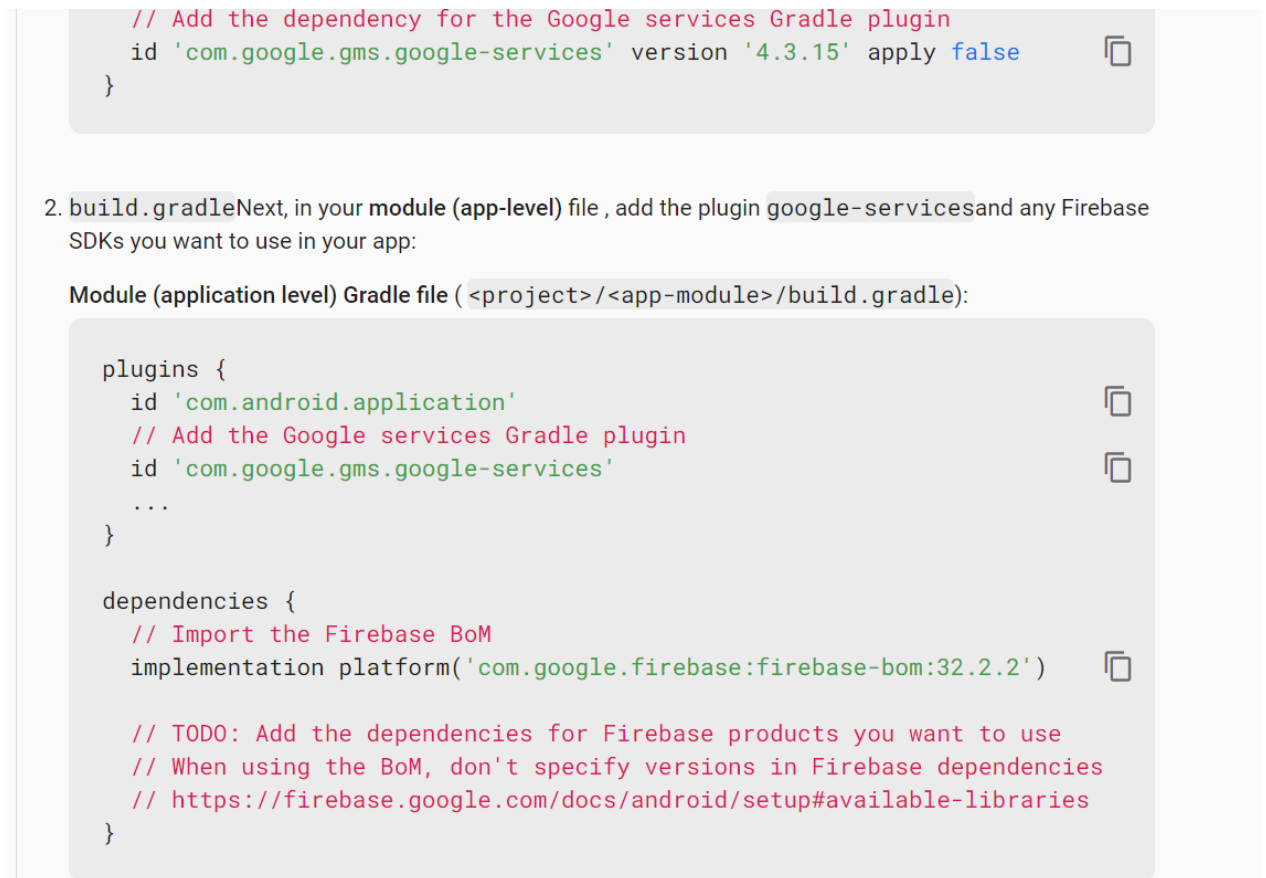 // Add the dependency for the Google services Gradle plugin
id 'com.google.gms.google-services' version '4.3.15' apply false
}
2. build.gradleNext, in your module (app-level) file , add the plugin google-servicesand any Firebase
SDKs you want to use in your app:
Module (application level) Gradle file ( <project>/<app-module>/build.gradle):
plugins {
id 'com.android.application'
// Add the Google services Gradle plugin
id 'com.google.gms.google-services'
...
}
dependencies {
// Import the Firebase BoM
implementation platform('com.google.firebase:firebase-bom:32.2.2')
// TODO: Add the dependencies for Firebase products you want to use
// When using the BoM, don't specify versions in Firebase dependencies
// https://firebase.google.com/docs/android/setup#available-libraries
}